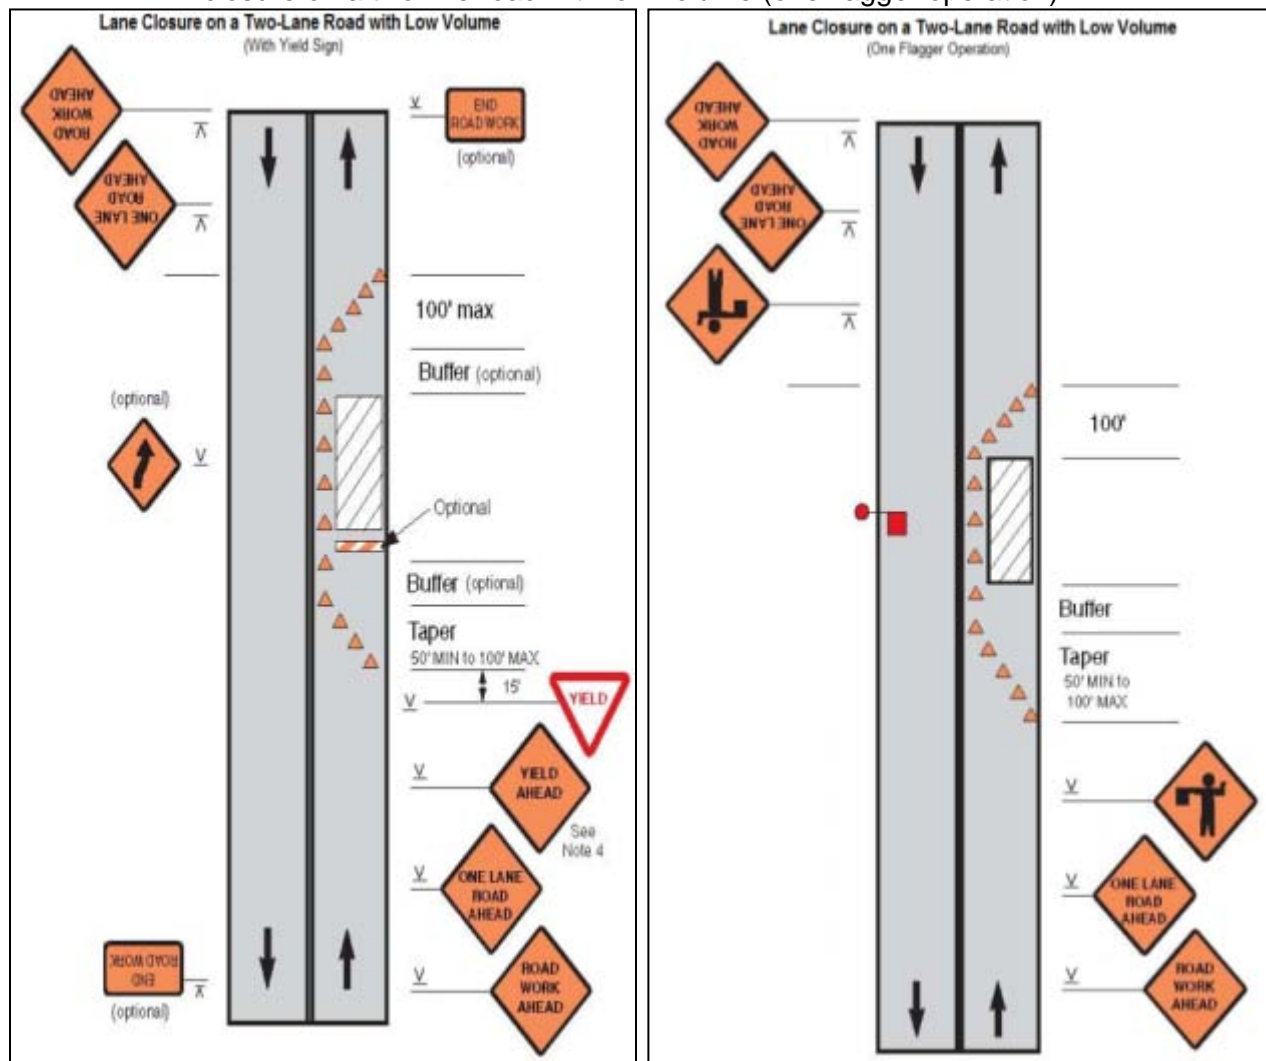 Lane Closure on a Two-Lane Road with Low Volume
(With Yield Sign)
ROAD
WORK
AHEAD
ONE LANE
ROAD
AHEAD
END
ROAD WORK
(optional)
100' max
Buffer (optional)
(optional)
Optional
Buffer (optional)
Taper
50' MIN to 100' MAX
15'
YIELD
YIELD
AHEAD
See
Note 4
ONE LANE
ROAD
AHEAD
ROAD
WORK
AHEAD
END
ROAD WORK
(optional)
Lane Closure on a Two-Lane Road with Low Volume
(One Flagger Operation)
ROAD
WORK
AHEAD
ONE LANE
ROAD
AHEAD
100'
Buffer
Taper
50' MIN to
100' MAX
ONE LANE
ROAD
AHEAD
ROAD
WORK
AHEAD